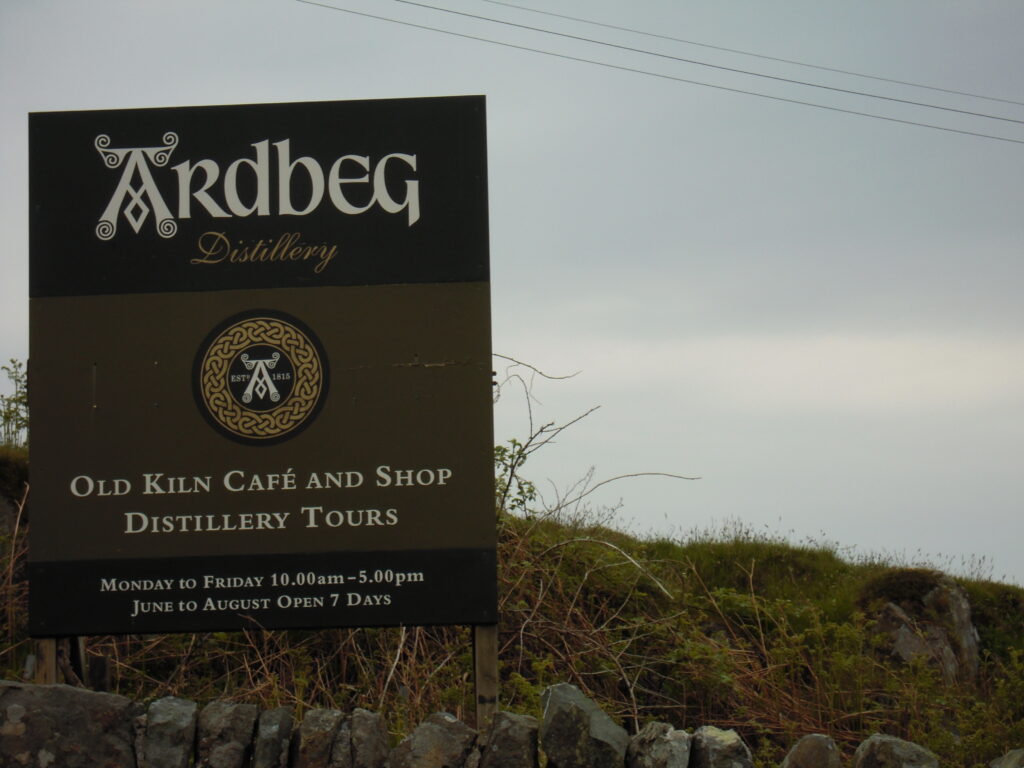 Ardbeg
Distillery
ESTD A 1815
Old Kiln Café and Shop
Distillery Tours
Monday to Friday 10.00am–5.00pm
June to August Open 7 Days